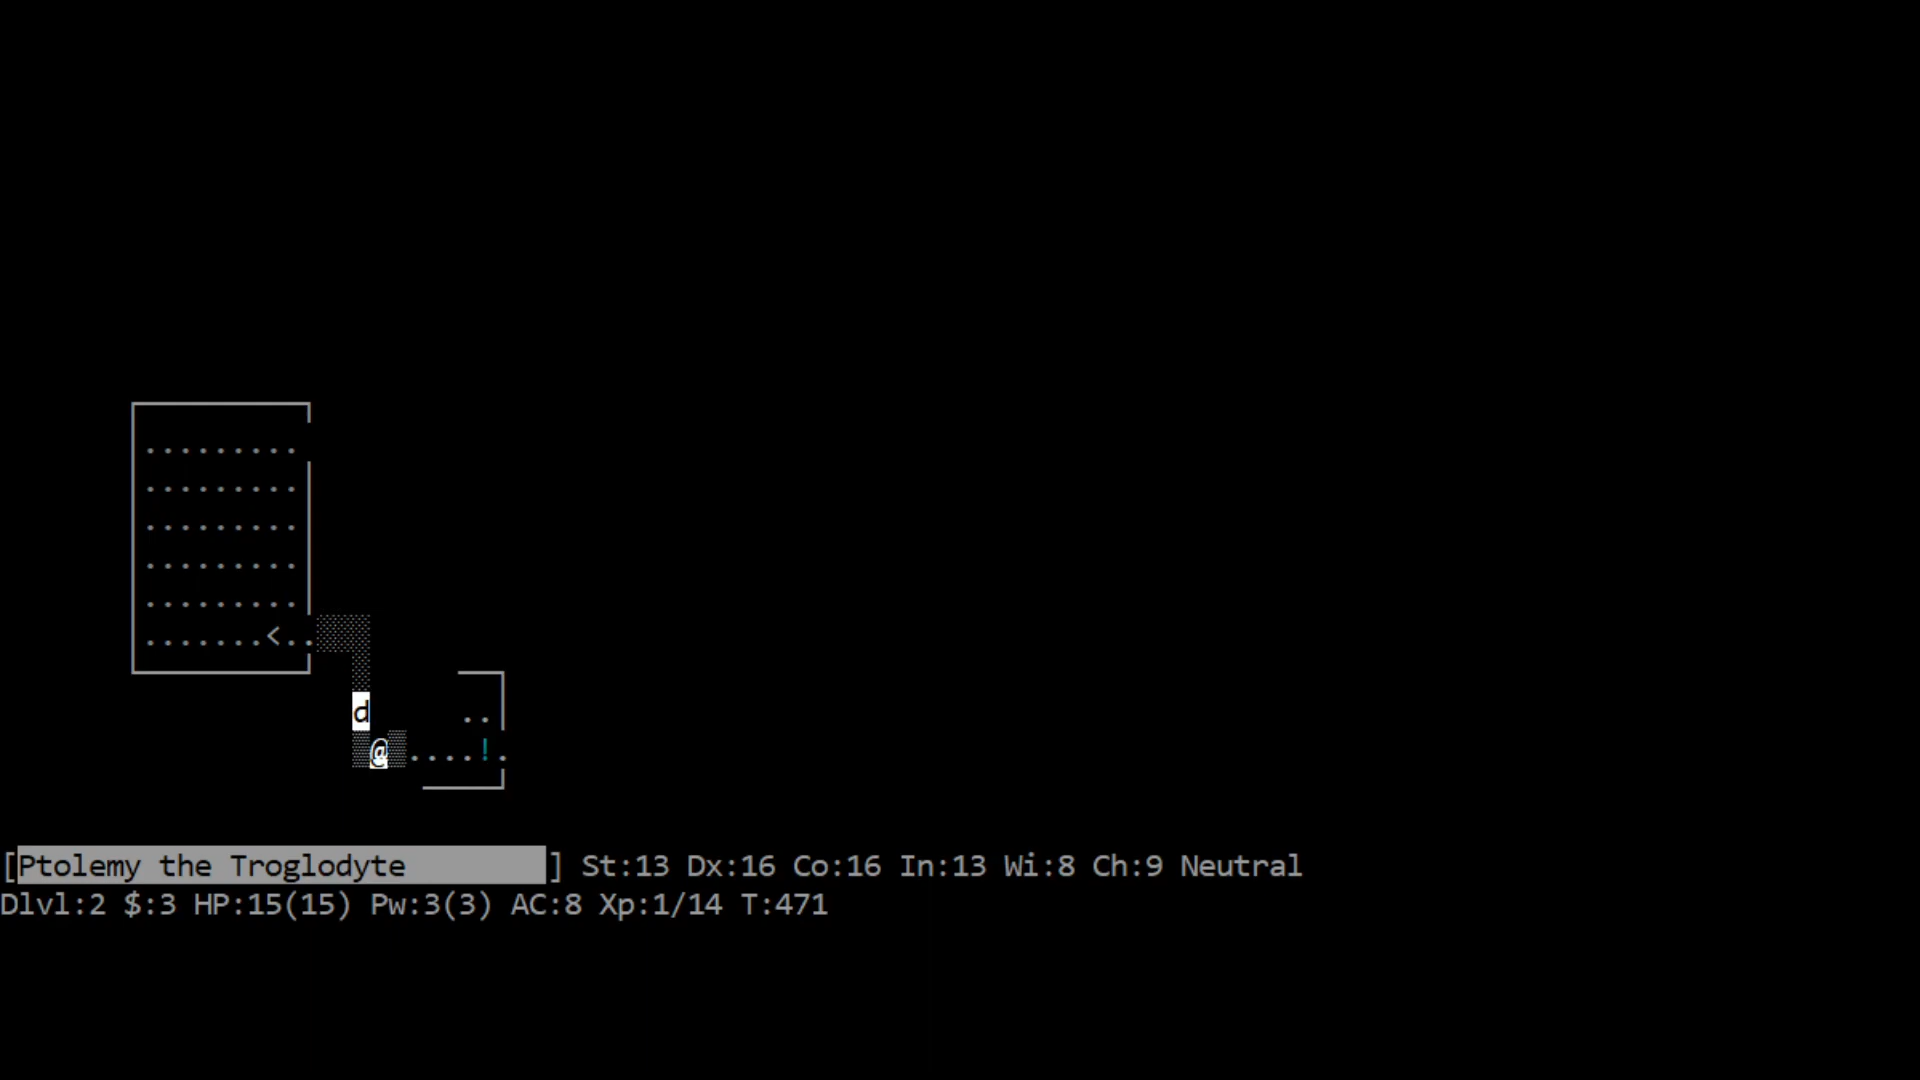 .........
.........
.........
.........
.........
.......<..
d
..
@ ....!.
[Ptolemy the Troglodyte ] St:13 Dx:16 Co:16 In:13 Wi:8 Ch:9 Neutral
Dlvl:2 $:3 HP:15(15) Pw:3(3) AC:8 Xp:1/14 T:471